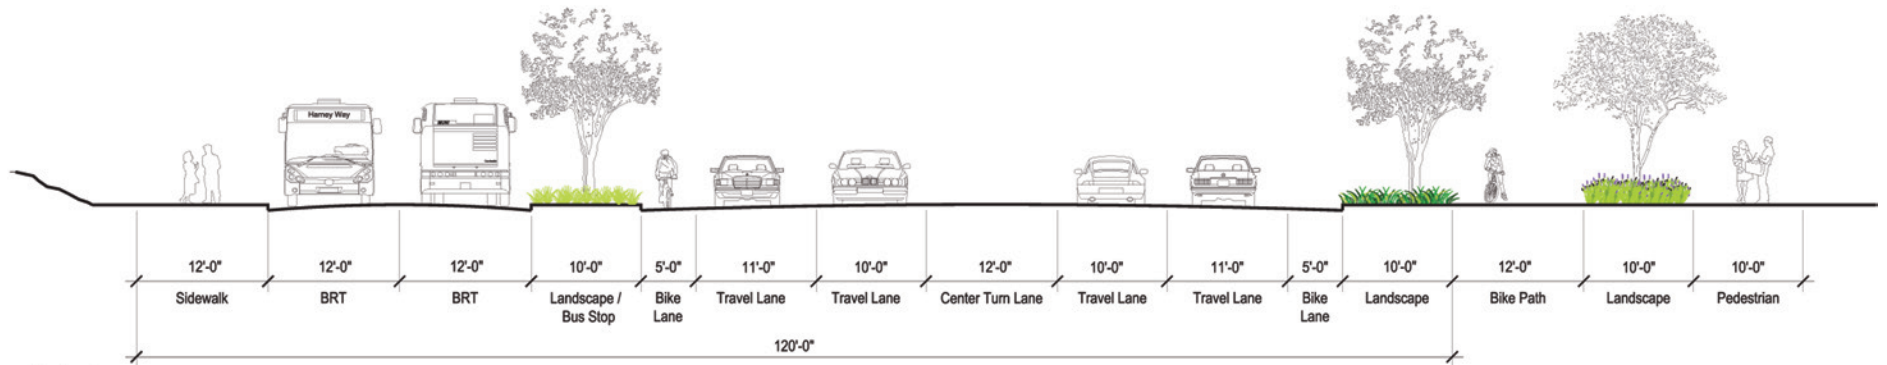 Harney Way
12'-0"
12'-0"
12'-0"
10'-0"
5'-0"
11'-0"
10'-0"
12'-0"
10'-0"
11'-0"
5'-0"
10'-0"
12'-0"
10'-0"
10'-0"
Sidewalk
BRT
BRT
Landscape /
Bus Stop
Bike
Lane
Travel Lane
Travel Lane
Center Turn Lane
Travel Lane
Travel Lane
Bike
Lane
Landscape
Bike Path
Landscape
Pedestrian
120'-0"